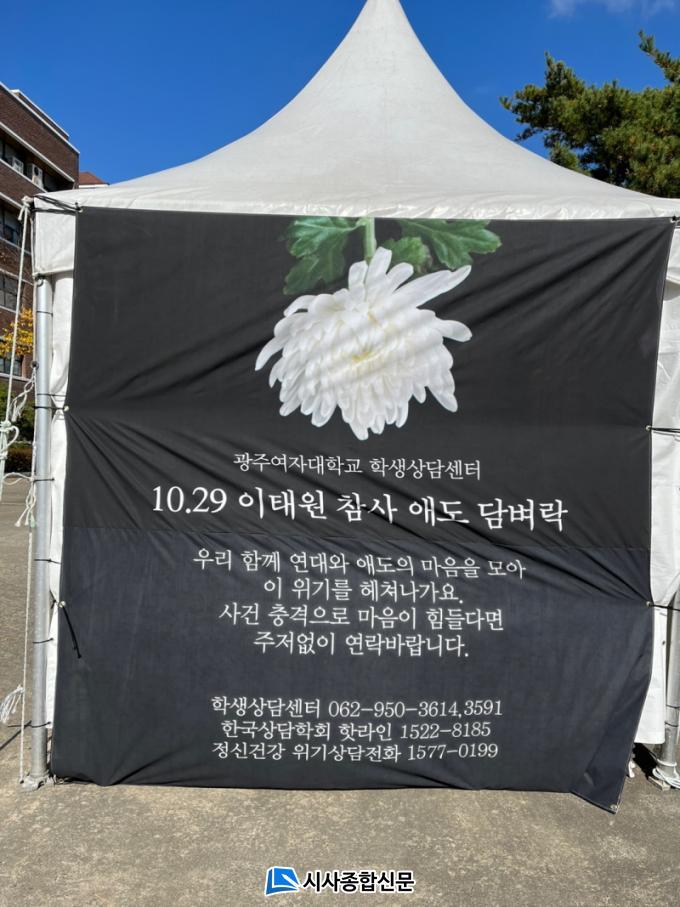 광주여자대학교 학생상담센터
10.29 이태원 참사 애도 담벼락
우리 함께 연대와 애도의 마음을 모아
이 위기를 헤쳐나가요.
사건 충격으로 마음이 힘들다면
주저없이 연락바랍니다.
학생상담센터 062-950-3614,3591
한국상담학회 핫라인 1522-8185
정신건강 위기상담전화 1577-0199
시사종합신문